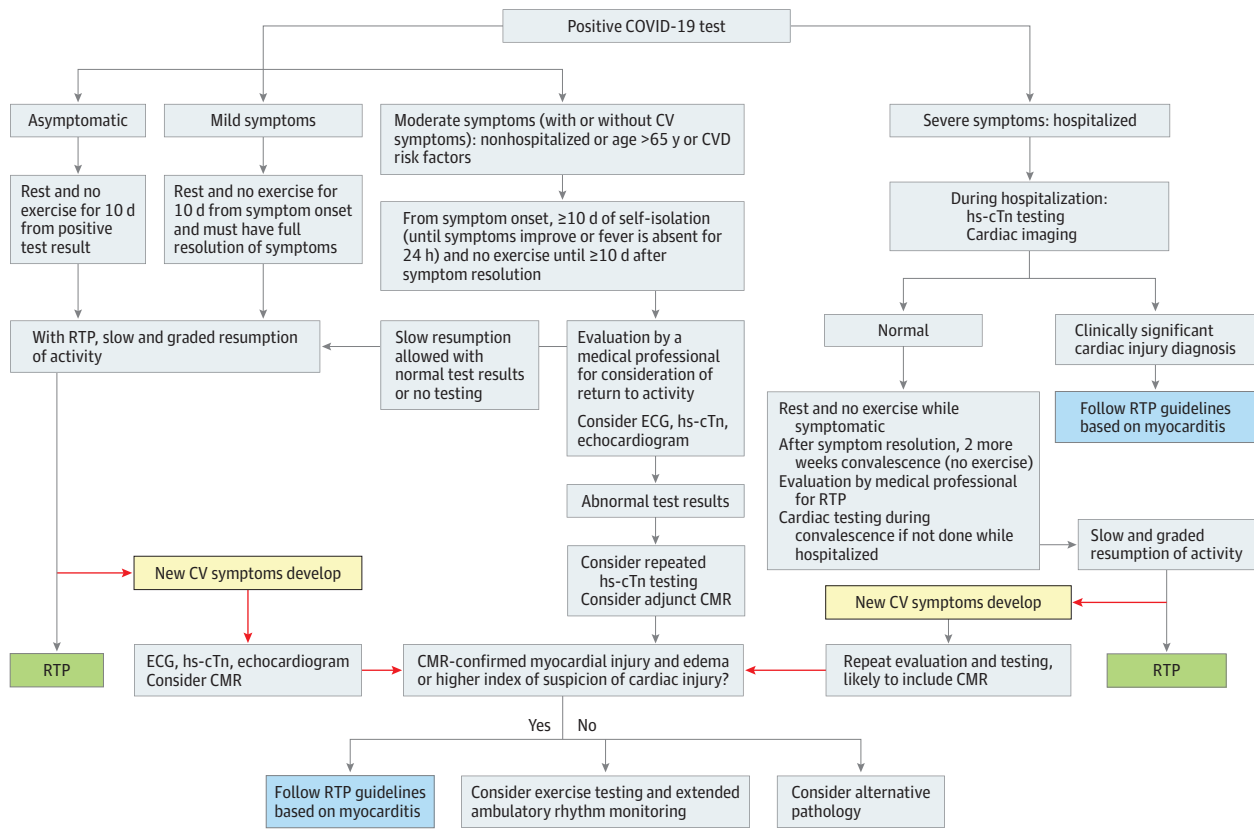 Positive COVID-19 test
Asymptomatic
Mild symptoms
Moderate symptoms (with or without CV
symptoms): nonhospitalized or age >65 y or CVD
risk factors
Severe symptoms: hospitalized
Rest and no
exercise for 10 d
from positive
test result
Rest and no exercise for
10 d from symptom onset
and must have full
resolution of symptoms
From symptom onset, ≥10 d of self-isolation
(until symptoms improve or fever is absent for
24 h) and no exercise until ≥10 d after
symptom resolution
During hospitalization:
hs-cTn testing
Cardiac imaging
With RTP, slow and graded resumption
of activity
Slow resumption
allowed with
normal test results
or no testing
Evaluation by a
medical professional
for consideration of
return to activity
Consider ECG, hs-cTn,
echocardiogram
Normal
Clinically significant
cardiac injury diagnosis
Rest and no exercise while
symptomatic
After symptom resolution, 2 more
weeks convalescence (no exercise)
Evaluation by medical professional
for RTP
Cardiac testing during
convalescence if not done while
hospitalized
Follow RTP guidelines
based on myocarditis
Abnormal test results
Slow and graded
resumption of activity
Consider repeated
hs-cTn testing
Consider adjunct CMR
New CV symptoms develop
New CV symptoms develop
RTP
ECG, hs-cTn, echocardiogram
Consider CMR
CMR-confirmed myocardial injury and edema
or higher index of suspicion of cardiac injury?
Repeat evaluation and testing,
likely to include CMR
RTP
Yes
No
Follow RTP guidelines
based on myocarditis
Consider exercise testing and extended
ambulatory rhythm monitoring
Consider alternative
pathology